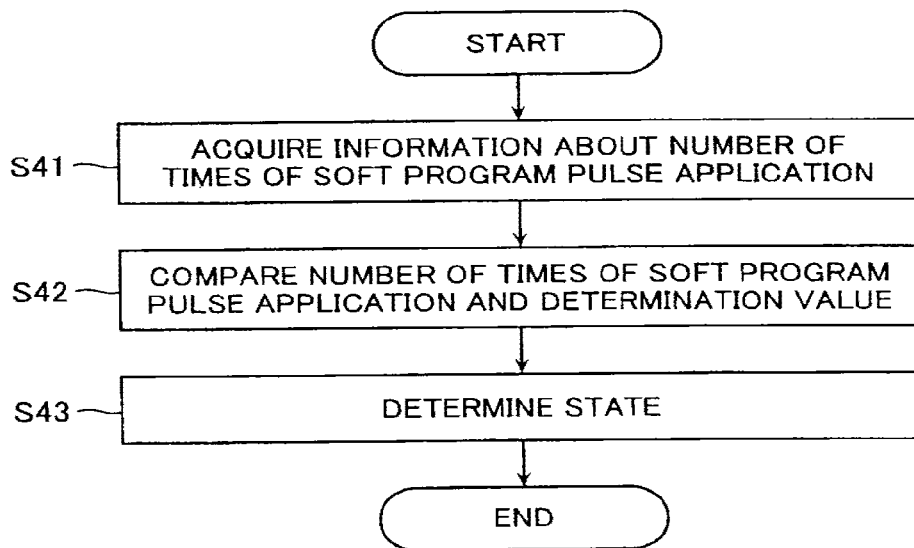 START
S41
ACQUIRE INFORMATION ABOUT NUMBER OF
TIMES OF SOFT PROGRAM PULSE APPLICATION
S42
COMPARE NUMBER OF TIMES OF SOFT PROGRAM
PULSE APPLICATION AND DETERMINATION VALUE
S43
DETERMINE STATE
END